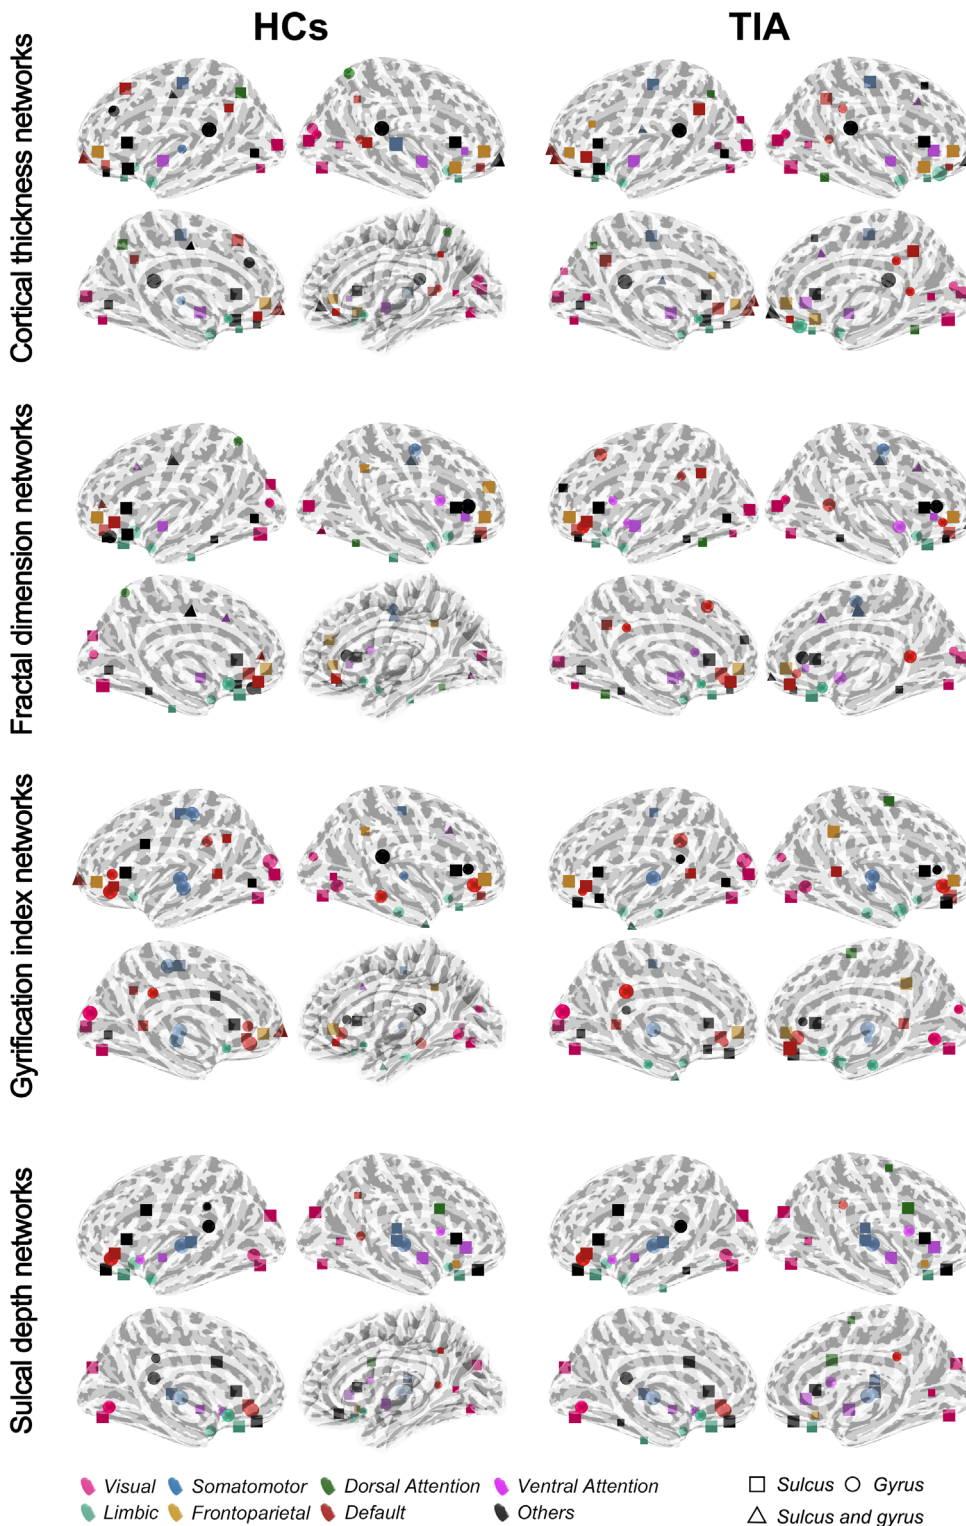 HCs TIA
Cortical thickness networks
Fractal dimension networks
Gyrification index networks
Sulcal depth networks
Visual Somatomotor Dorsal Attention Ventral Attention Sulcus Gyrus
Limbic Frontoparietal Default Others Sulcus and gyrus